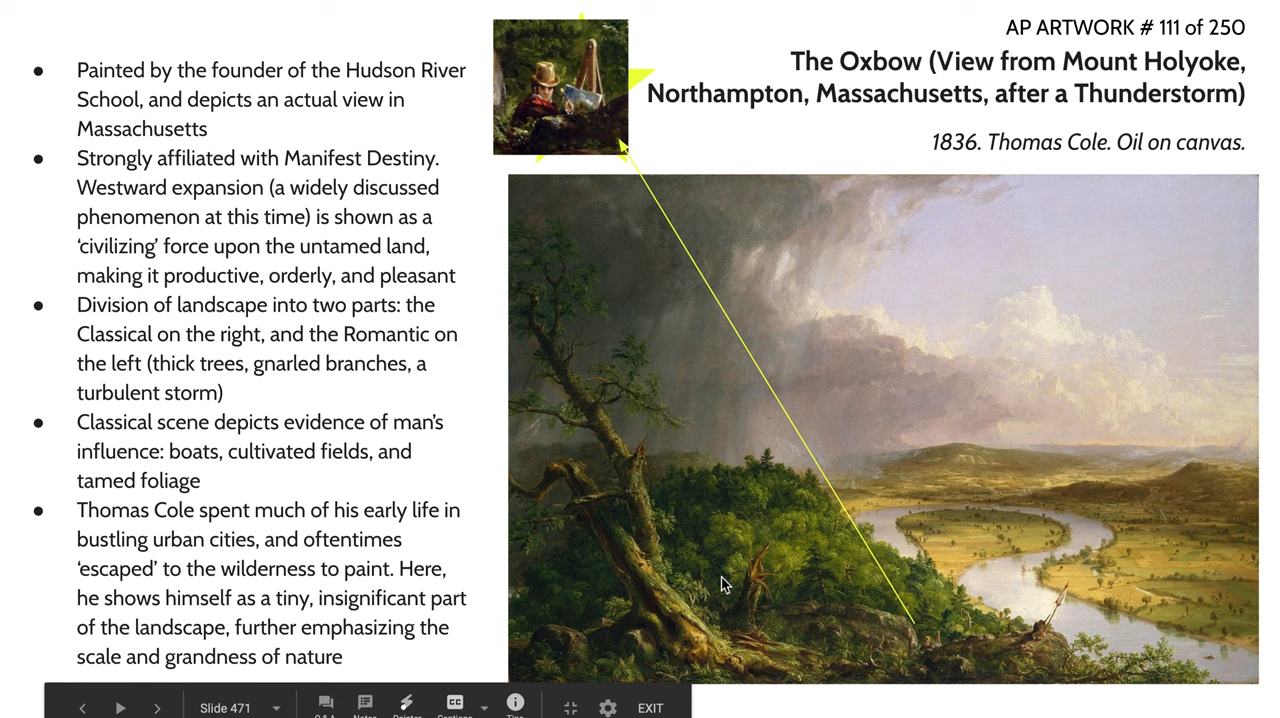 AP ARTWORK # 111 of 250
The Oxbow (View from Mount Holyoke,
Northampton, Massachusetts, after a Thunderstorm)
1836. Thomas Cole. Oil on canvas.
● Painted by the founder of the Hudson River
School, and depicts an actual view in
Massachusetts
● Strongly affiliated with Manifest Destiny.
Westward expansion (a widely discussed
phenomenon at this time) is shown as a
‘civilizing’ force upon the untamed land,
making it productive, orderly, and pleasant
● Division of landscape into two parts: the
Classical on the right, and the Romantic on
the left (thick trees, gnarled branches, a
turbulent storm)
● Classical scene depicts evidence of man’s
influence: boats, cultivated fields, and
tamed foliage
● Thomas Cole spent much of his early life in
bustling urban cities, and oftentimes
‘escaped’ to the wilderness to paint. Here,
he shows himself as a tiny, insignificant part
of the landscape, further emphasizing the
scale and grandness of nature
Slide 471
CC
EXIT